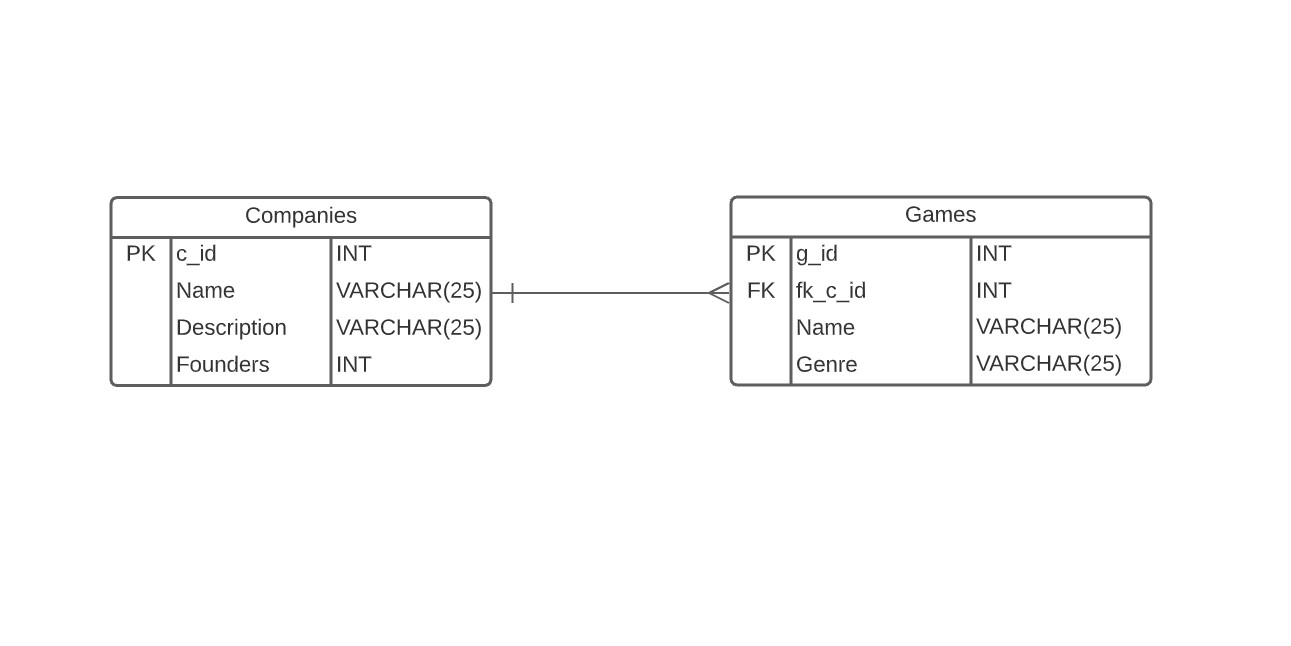 Companies
PK c_id INT
Name VARCHAR(25)
Description VARCHAR(25)
Founders INT
Games
PK g_id INT
FK fk_c_id INT
Name VARCHAR(25)
Genre VARCHAR(25)